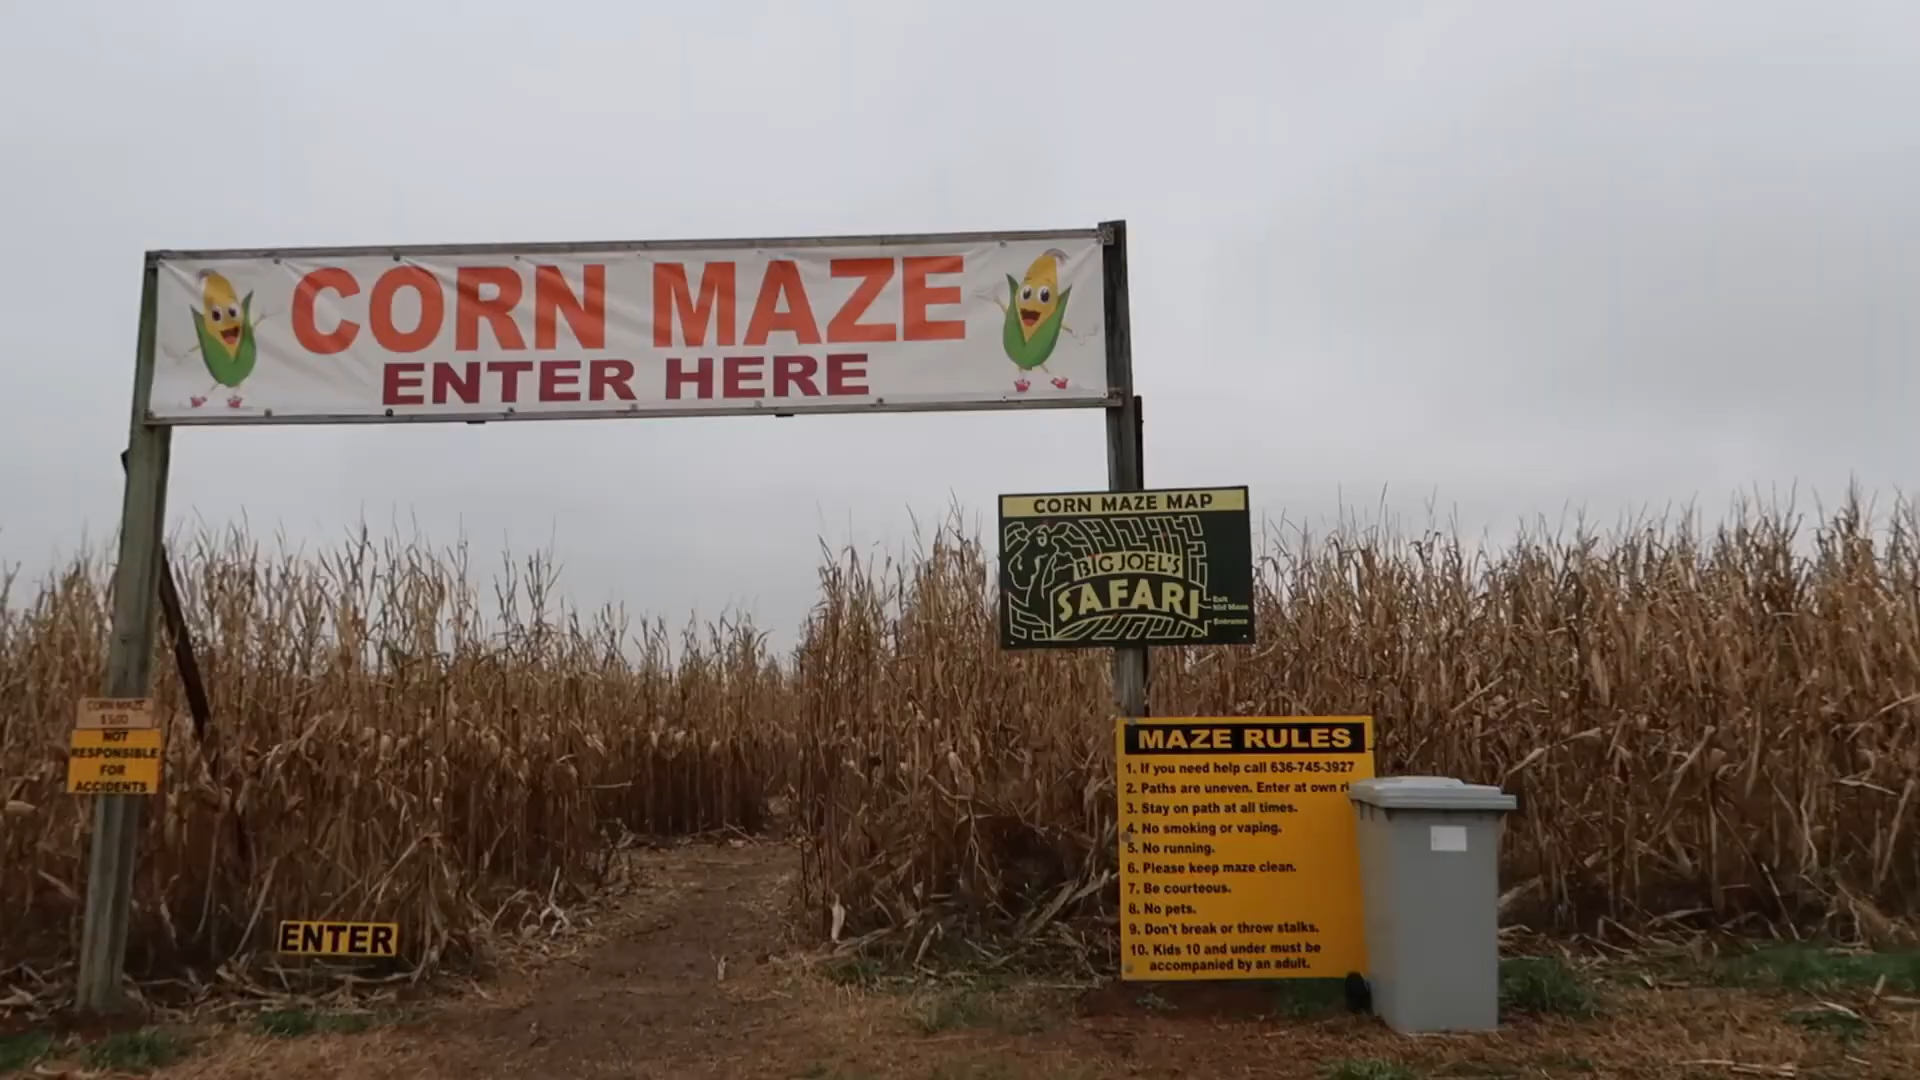 CORN MAZE
ENTER HERE
CORN MAZE MAP
BIG JOEL'S
SAFARI
Exit
Kid Maze
Entrance
CORN MAZE
NOT
RESPONSIBLE
FOR
ACCIDENTS
MAZE RULES
1. If you need help call 636-745-3927
2. Paths are uneven. Enter at own
3. Stay on path at all times.
4. No smoking or vaping.
5. No running.
6. Please keep maze clean.
7. Be courteous.
8. No pets.
9. Don't break or throw stalks.
10. Kids 10 and under must be
accompanied by an adult.
ENTER